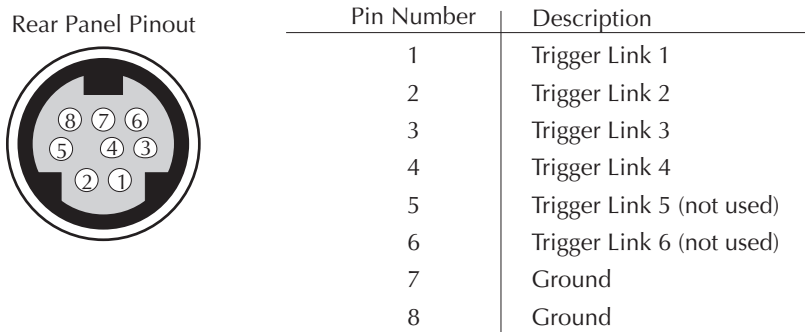 Rear Panel Pinout
8 7 6
5 4 3
2 1
Pin Number Description
1 Trigger Link 1
2 Trigger Link 2
3 Trigger Link 3
4 Trigger Link 4
5 Trigger Link 5 (not used)
6 Trigger Link 6 (not used)
7 Ground
8 Ground